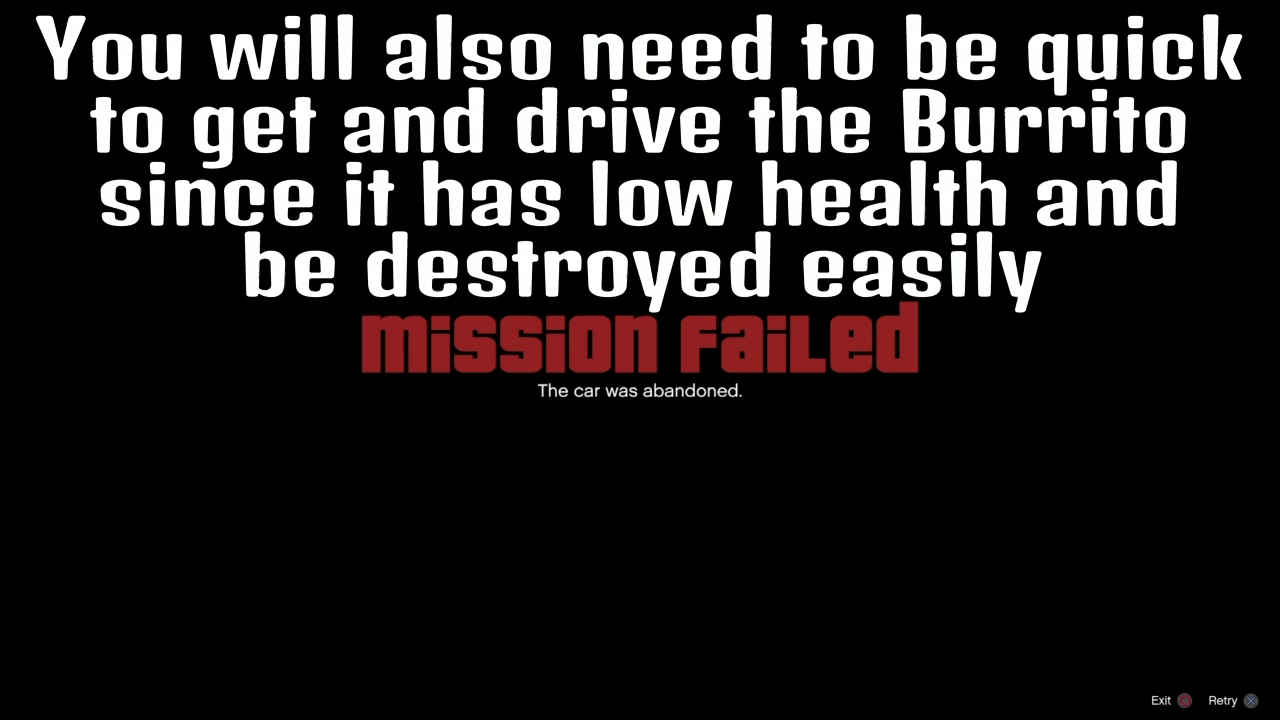 You will also need to be quick
to get and drive the Burrito
since it has low health and
be destroyed easily
mission failed
The car was abandoned.
Exit Retry